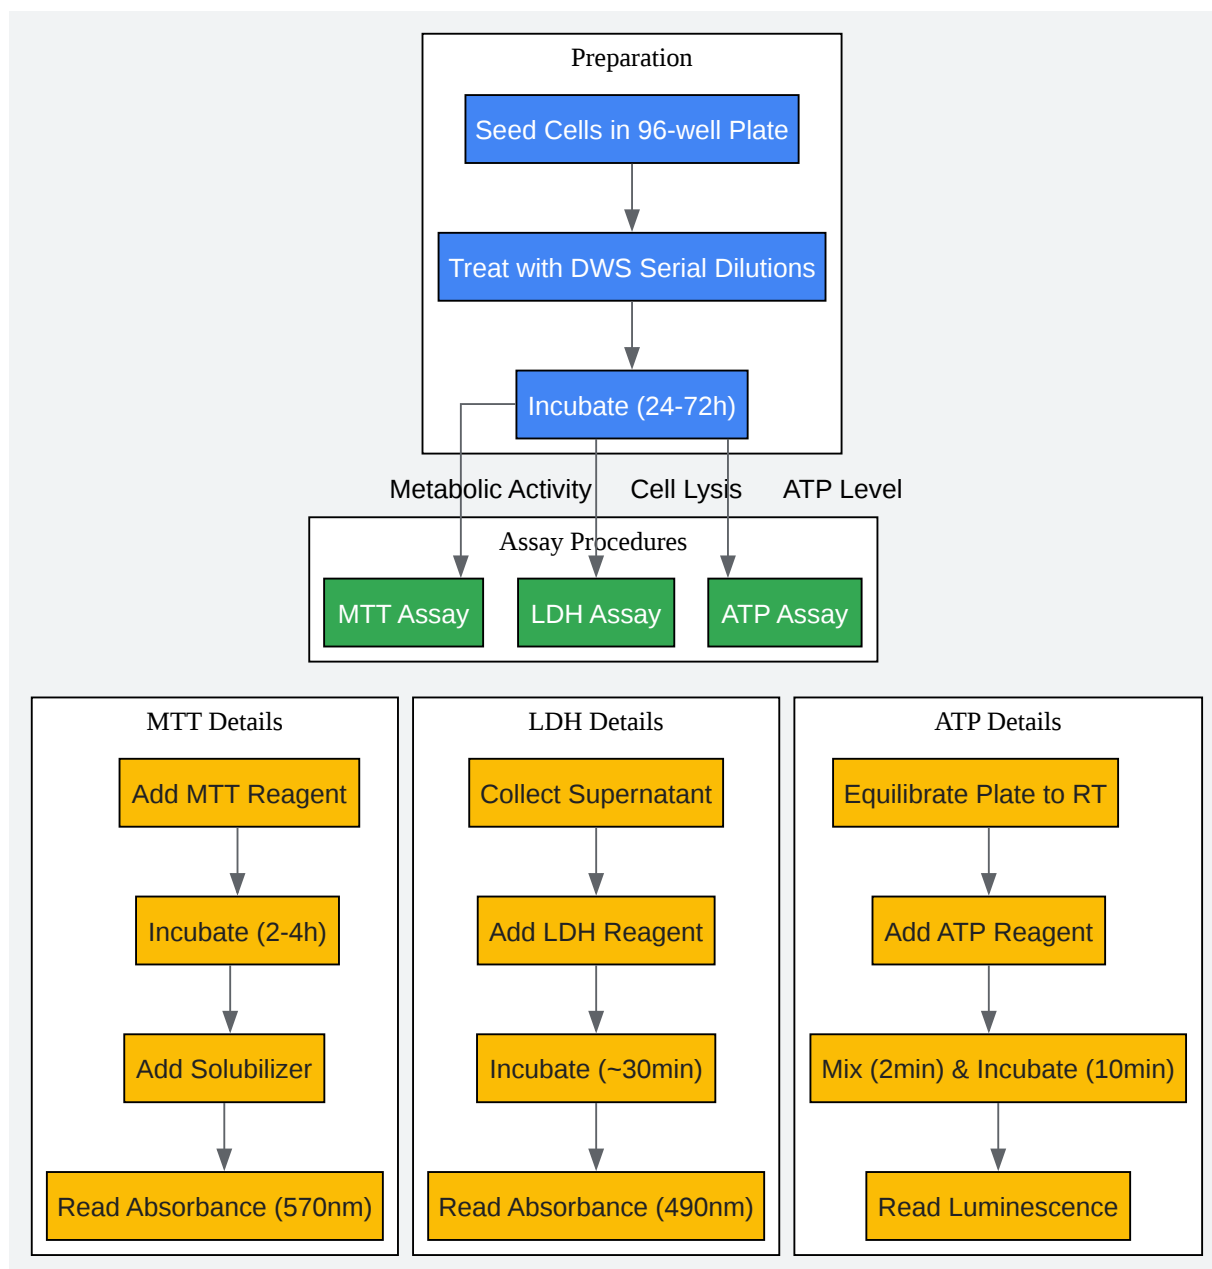 Preparation
Seed Cells in 96-well Plate
Treat with DWS Serial Dilutions
Incubate (24-72h)
Metabolic Activity
Cell Lysis
ATP Level
Assay Procedures
MTT Assay
LDH Assay
ATP Assay
MTT Details
Add MTT Reagent
Incubate (2-4h)
Add Solubilizer
Read Absorbance (570nm)
LDH Details
Collect Supernatant
Add LDH Reagent
Incubate (~30min)
Read Absorbance (490nm)
ATP Details
Equilibrate Plate to RT
Add ATP Reagent
Mix (2min) & Incubate (10min)
Read Luminescence